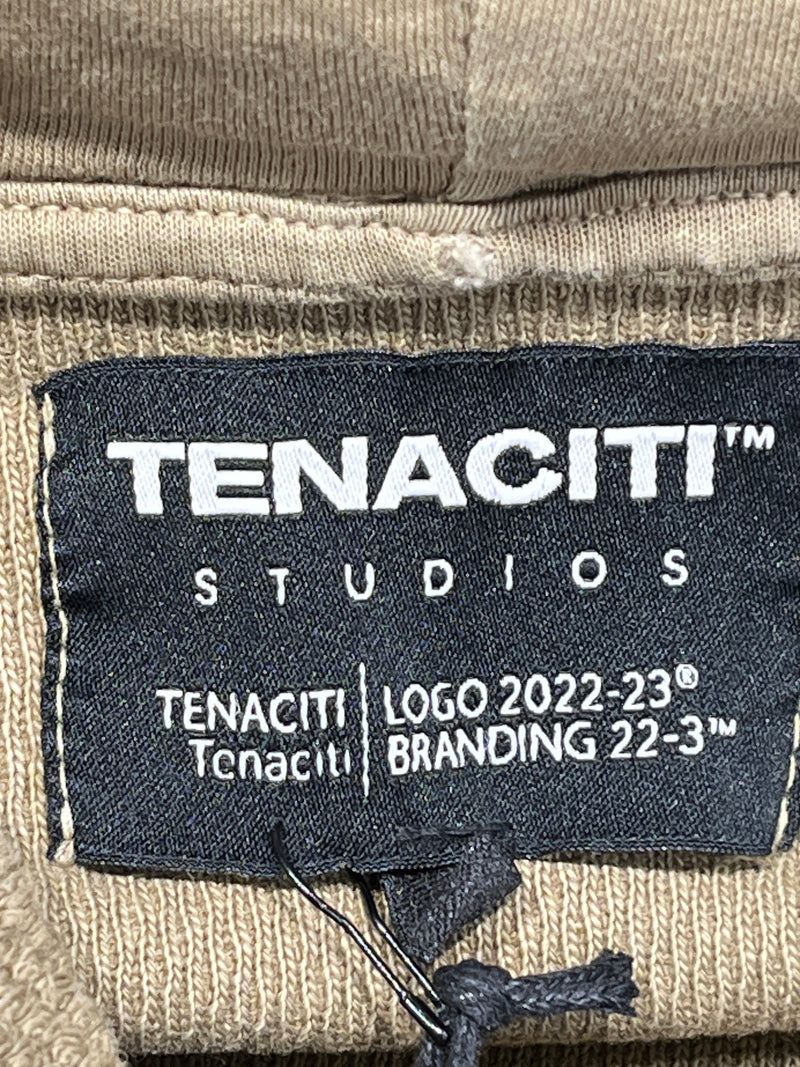 TENACITI™
STUDIOS
TENACITI | LOGO 2022-23®
Tenaciti | BRANDING 22-3™